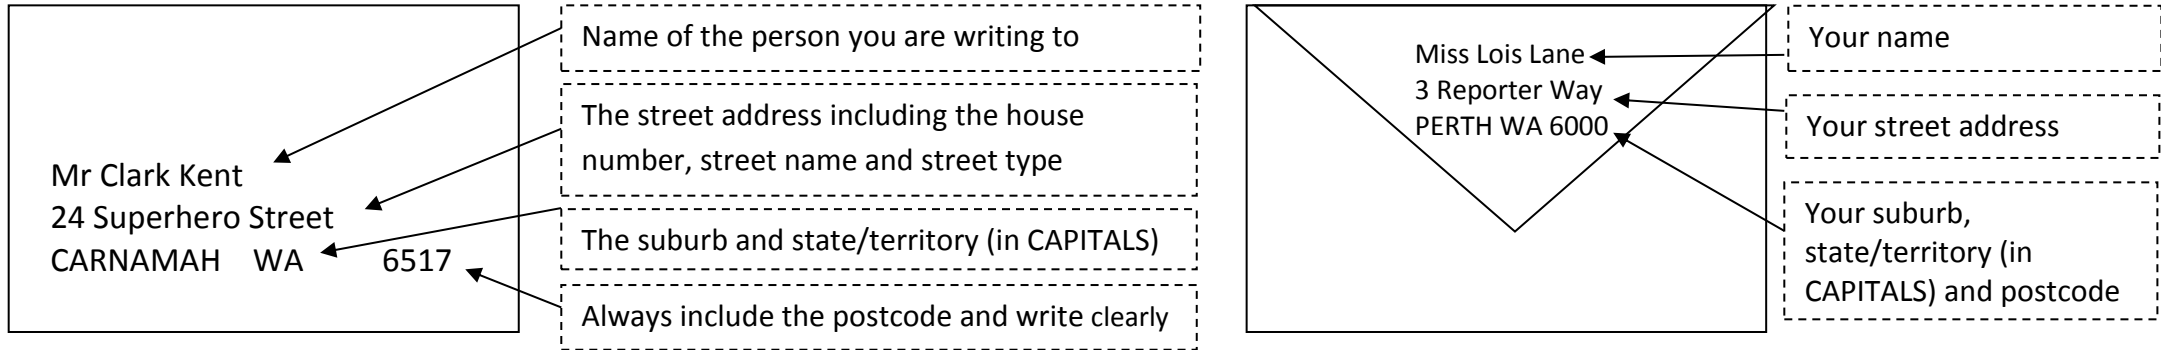 Mr Clark Kent
24 Superhero Street
CARNAMAH WA 6517
Name of the person you are writing to
The street address including the house
number, street name and street type
The suburb and state/territory (in CAPITALS)
Always include the postcode and write clearly
Miss Lois Lane
3 Reporter Way
PERTH WA 6000
Your name
Your street address
Your suburb,
state/territory (in
CAPITALS) and postcode